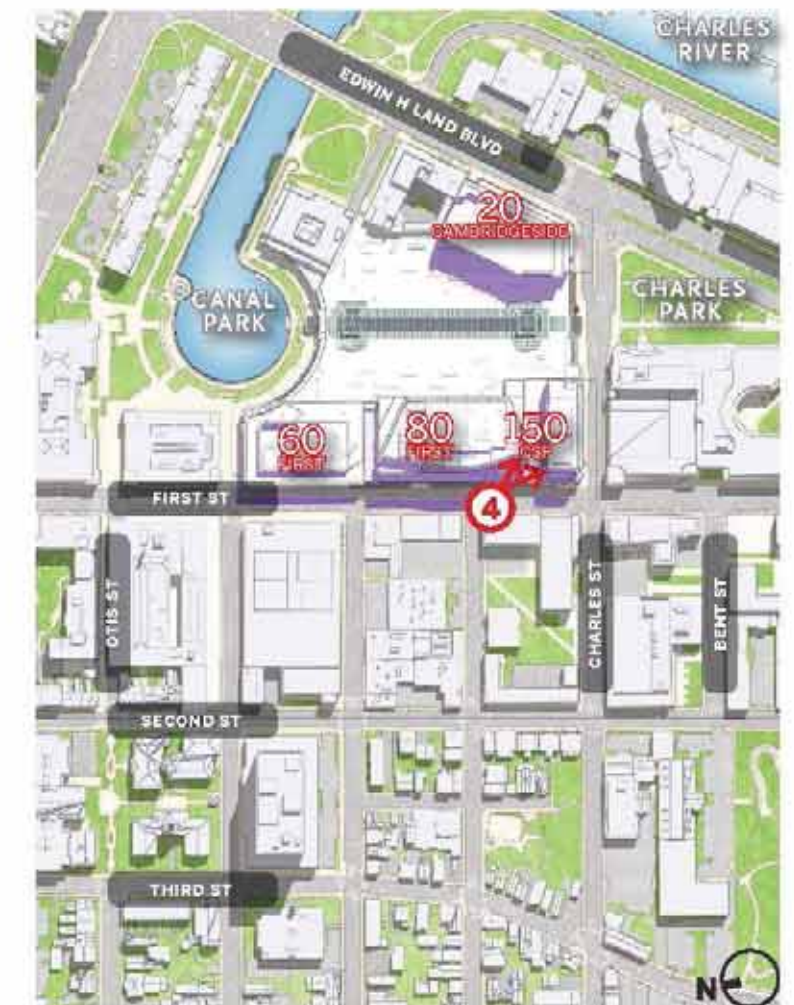 CHARLES
RIVER
EDWIN H LAND BLVD
20
CAMBRIDGESIDE
CANAL
PARK
CHARLES
PARK
60
FIRST
80
FIRST
150
CSP
4
FIRST ST
OTIS ST
CHARLES ST
BENT ST
SECOND ST
THIRD ST
N